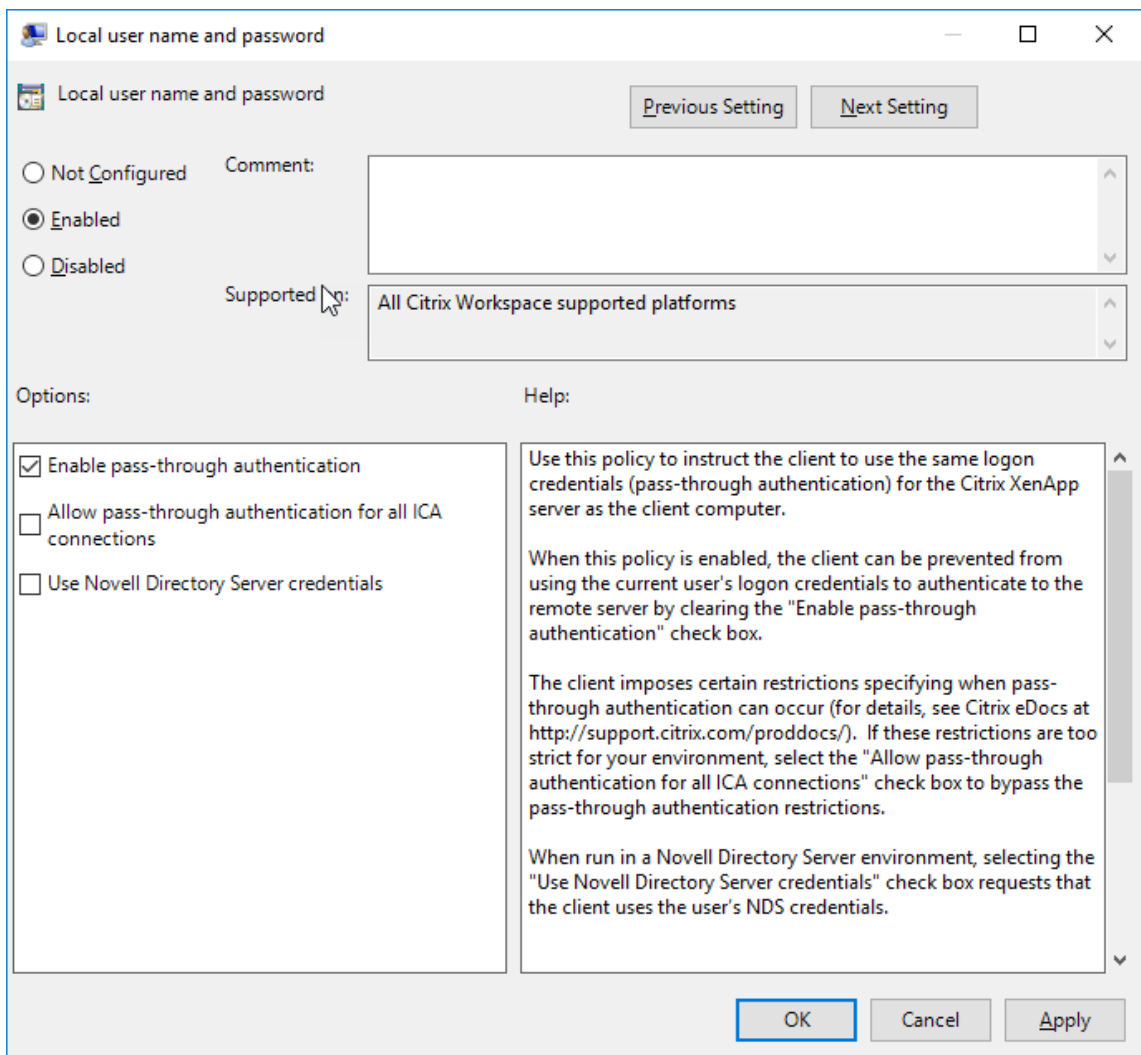 Local user name and password
Local user name and password
Previous Setting
Next Setting
Not Configured
Comment:
Enabled
Disabled
Supported on:
All Citrix Workspace supported platforms
Options:
Help:
Enable pass-through authentication
Allow pass-through authentication for all ICA
connections
Use Novell Directory Server credentials
Use this policy to instruct the client to use the same logon
credentials (pass-through authentication) for the Citrix XenApp
server as the client computer.
When this policy is enabled, the client can be prevented from
using the current user's logon credentials to authenticate to the
remote server by clearing the "Enable pass-through
authentication" check box.
The client imposes certain restrictions specifying when pass-
through authentication can occur (for details, see Citrix eDocs at
http://support.citrix.com/proddocs/).  If these restrictions are too
strict for your environment, select the "Allow pass-through
authentication for all ICA connections" check box to bypass the
pass-through authentication restrictions.
When run in a Novell Directory Server environment, selecting the
"Use Novell Directory Server credentials" check box requests that
the client uses the user's NDS credentials.
OK
Cancel
Apply